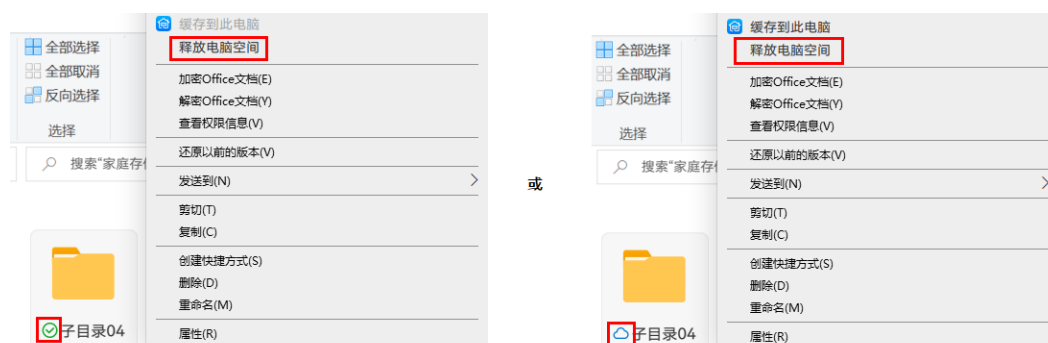 缓存到此电脑
释放电脑空间
全部选择
全部取消
反向选择
选择
加密Office文档(E)
解密Office文档(Y)
查看权限信息(V)
还原以前的版本(V)
搜索"家庭存
发送到(N)
剪切(T)
复制(C)
创建快捷方式(S)
删除(D)
重命名(M)
子目录04
属性(R)
或
缓存到此电脑
释放电脑空间
全部选择
全部取消
反向选择
选择
加密Office文档(E)
解密Office文档(Y)
查看权限信息(V)
还原以前的版本(V)
搜索"家庭存
发送到(N)
剪切(T)
复制(C)
创建快捷方式(S)
删除(D)
重命名(M)
子目录04
属性(R)